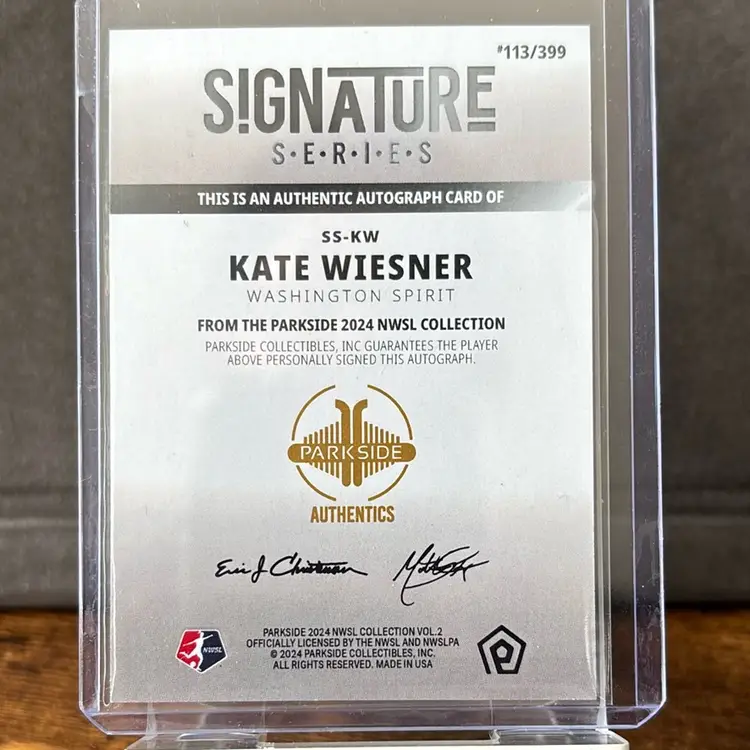 #113/399
SIGNATURE
S·E·R·I·E·S
THIS IS AN AUTHENTIC AUTOGRAPH CARD OF
SS-KW
KATE WIESNER
WASHINGTON SPIRIT
FROM THE PARKSIDE 2024 NWSL COLLECTION
PARKSIDE COLLECTIBLES, INC GUARANTEES THE PLAYER
ABOVE PERSONALLY SIGNED THIS AUTOGRAPH.
PARKSIDE
AUTHENTICS
NWSL
PARKSIDE 2024 NWSL COLLECTION VOL.2
OFFICIALLY LICENSED BY THE NWSL AND NWSLPA
© 2024 PARKSIDE COLLECTIBLES, INC.
ALL RIGHTS RESERVED. MADE IN USA